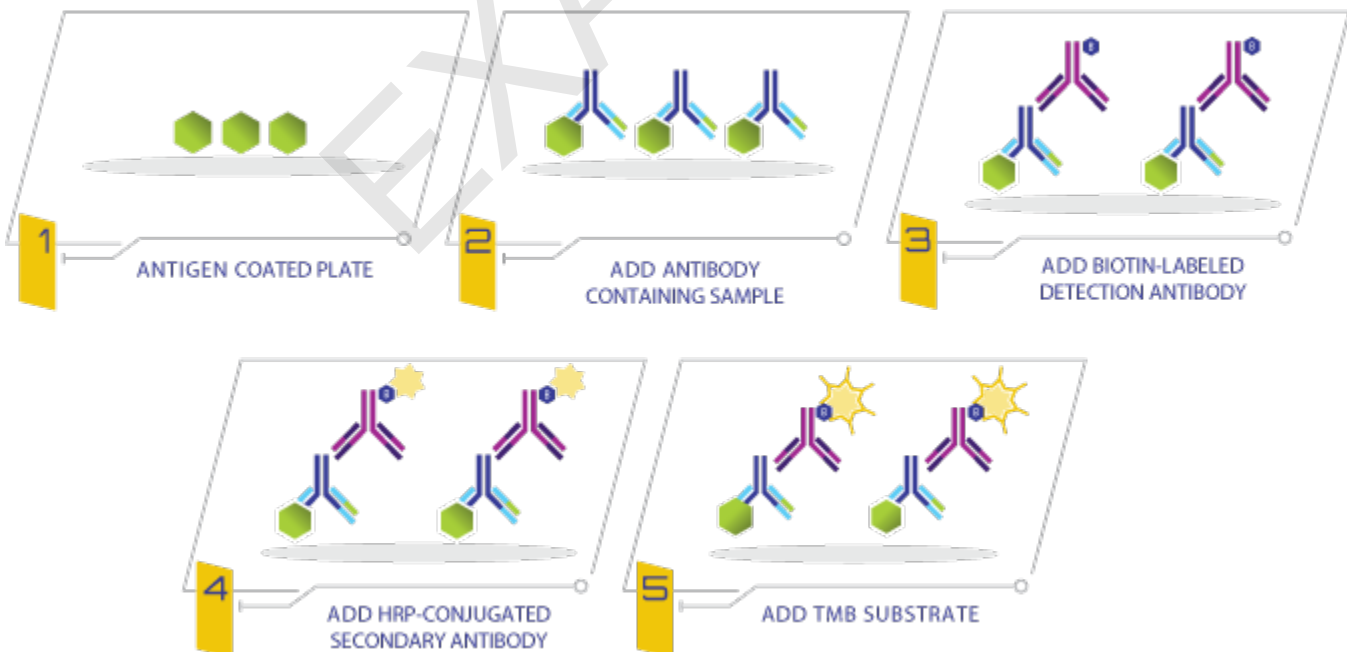 EXA
1
ANTIGEN COATED PLATE
2
ADD ANTIBODY
CONTAINING SAMPLE
B
B
3
ADD BIOTIN-LABELED
DETECTION ANTIBODY
B
B
4
ADD HRP-CONJUGATED
SECONDARY ANTIBODY
B
B
5
ADD TMB SUBSTRATE